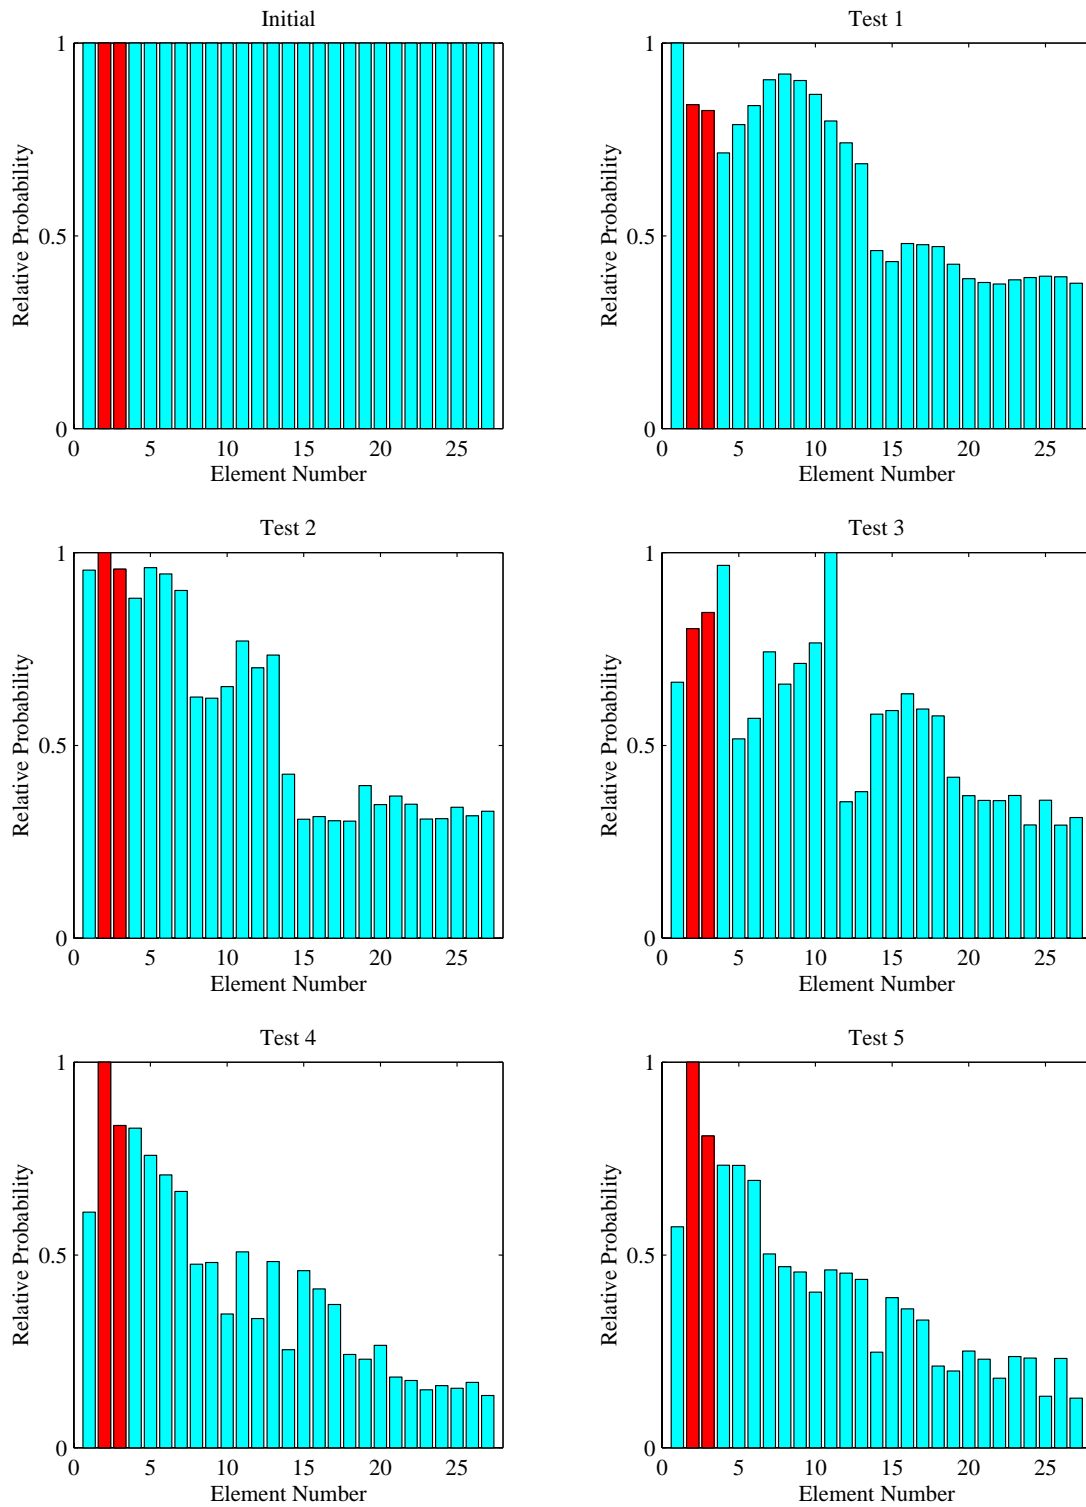 Initial
1
0.5
0
Relative Probability
0 5 10 15 20 25
Element Number
Test 1
1
0.5
0
Relative Probability
0 5 10 15 20 25
Element Number
Test 2
1
0.5
0
Relative Probability
0 5 10 15 20 25
Element Number
Test 3
1
0.5
0
Relative Probability
0 5 10 15 20 25
Element Number
Test 4
1
0.5
0
Relative Probability
0 5 10 15 20 25
Element Number
Test 5
1
0.5
0
Relative Probability
0 5 10 15 20 25
Element Number